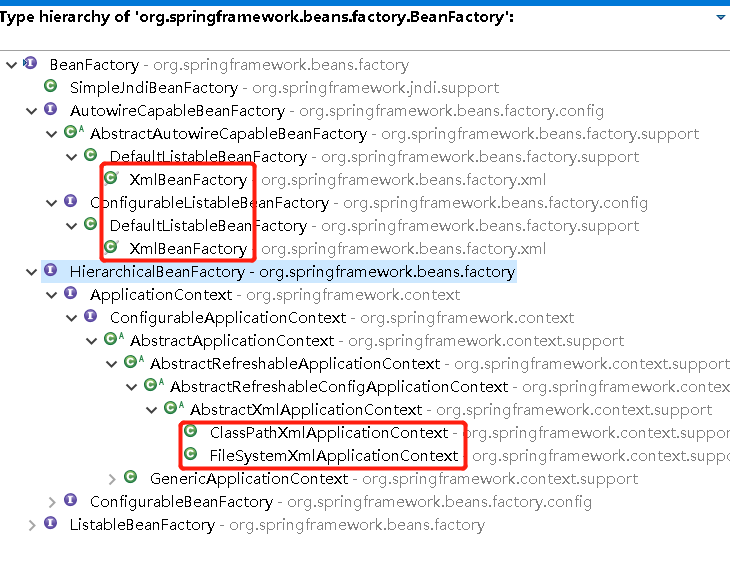 Type hierarchy of 'org.springframework.beans.factory.BeanFactory':
BeanFactory - org.springframework.beans.factory
SimpleJndiBeanFactory - org.springframework.jndi.support
AutowireCapableBeanFactory - org.springframework.beans.factory.config
AbstractAutowireCapableBeanFactory - org.springframework.beans.factory.support
DefaultListableBeanFactory - org.springframework.beans.factory.support
XmlBeanFactory - org.springframework.beans.factory.xml
ConfigurableListableBeanFactory - org.springframework.beans.factory.config
DefaultListableBeanFactory - org.springframework.beans.factory.support
XmlBeanFactory - org.springframework.beans.factory.xml
HierarchicalBeanFactory - org.springframework.beans.factory
ApplicationContext - org.springframework.context
ConfigurableApplicationContext - org.springframework.context
AbstractApplicationContext - org.springframework.context.support
AbstractRefreshableApplicationContext - org.springframework.context.support
AbstractRefreshableConfigApplicationContext - org.springframework.contex
AbstractXmlApplicationContext - org.springframework.context.support
ClassPathXmlApplicationContext - org.springframework.context.suppor
FileSystemXmlApplicationContext - org.springframework.context.suppo
GenericApplicationContext - org.springframework.context.support
ConfigurableBeanFactory - org.springframework.beans.factory.config
ListableBeanFactory - org.springframework.beans.factory